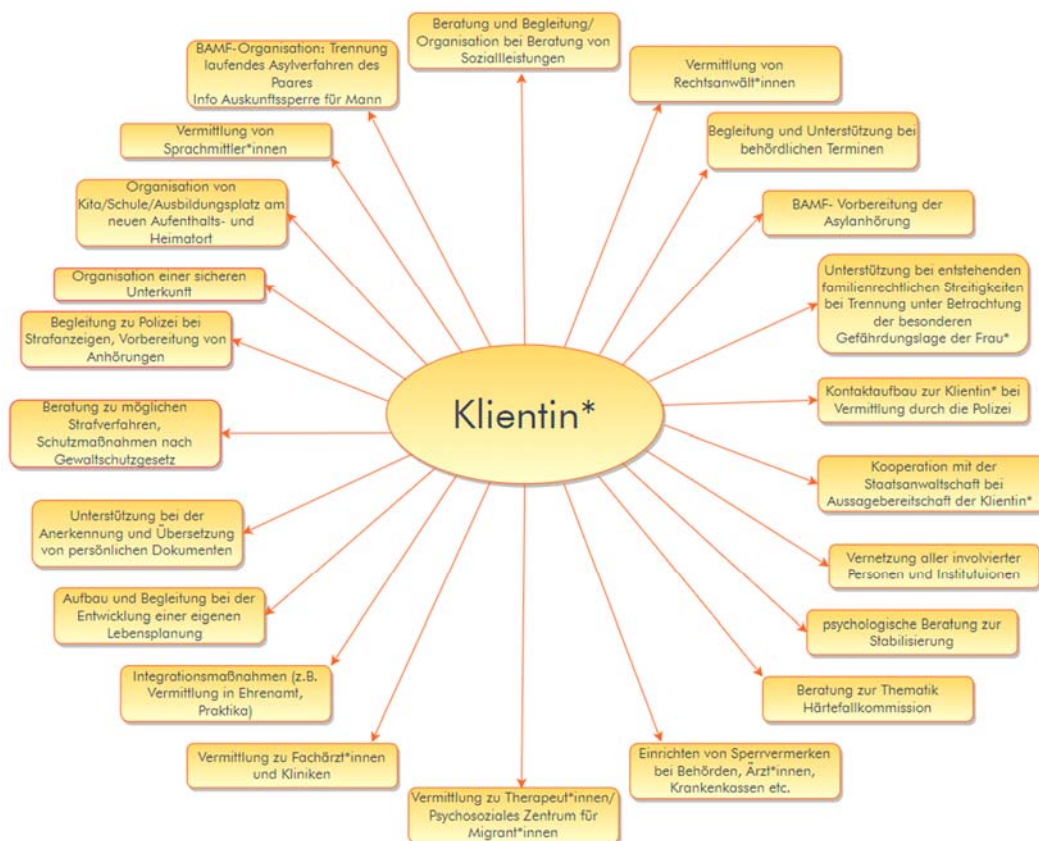 Beratung und Begleitung/
Organisation bei Beratung von
Soziallleistungen
Vermittlung von
Rechtsanwält*innen
Begleitung und Unterstützung bei
behördlichen Terminen
BAMF- Vorbereitung der
Asylanhörung
Unterstützung bei entstehenden
familienrechtlichen Streitigkeiten
bei Trennung unter Betrachtung
der besonderen
Gefährdungslage der Frau*
Kontaktaufbau zur Klientin* bei
Vermittlung durch die Polizei
Kooperation mit der
Staatsanwaltschaft bei
Aussagebereitschaft der Klientin*
Vernetzung aller involvierter
Personen und Institutuionen
psychologische Beratung zur
Stabilisierung
Beratung zur Thematik
Härtefallkommission
Einrichten von Sperrvermerken
bei Behörden, Ärzt*innen,
Krankenkassen etc.
Vermittlung zu Therapeut*innen/
Psychosoziales Zentrum für
Migrant*innen
Vermittlung zu Fachärzt*innen
und Kliniken
Integrationsmaßnahmen (z.B.
Vermittlung in Ehrenamt,
Praktika)
Aufbau und Begleitung bei der
Entwicklung einer eigenen
Lebensplanung
Unterstützung bei der
Anerkennung und Übersetzung
von persönlichen Dokumenten
Beratung zu möglichen
Strafverfahren,
Schutzmaßnahmen nach
Gewaltschutzgesetz
Begleitung zu Polizei bei
Strafanzeigen, Vorbereitung von
Anhörungen
Organisation einer sicheren
Unterkunft
Organisation von
Kita/Schule/Ausbildungsplatz am
neuen Aufenthalts- und
Heimatort
Vermittlung von
Sprachmittler*innen
BAMF-Organisation: Trennung
laufendes Asylverfahren des
Paares
Info Auskunftssperre für Mann
Klientin*